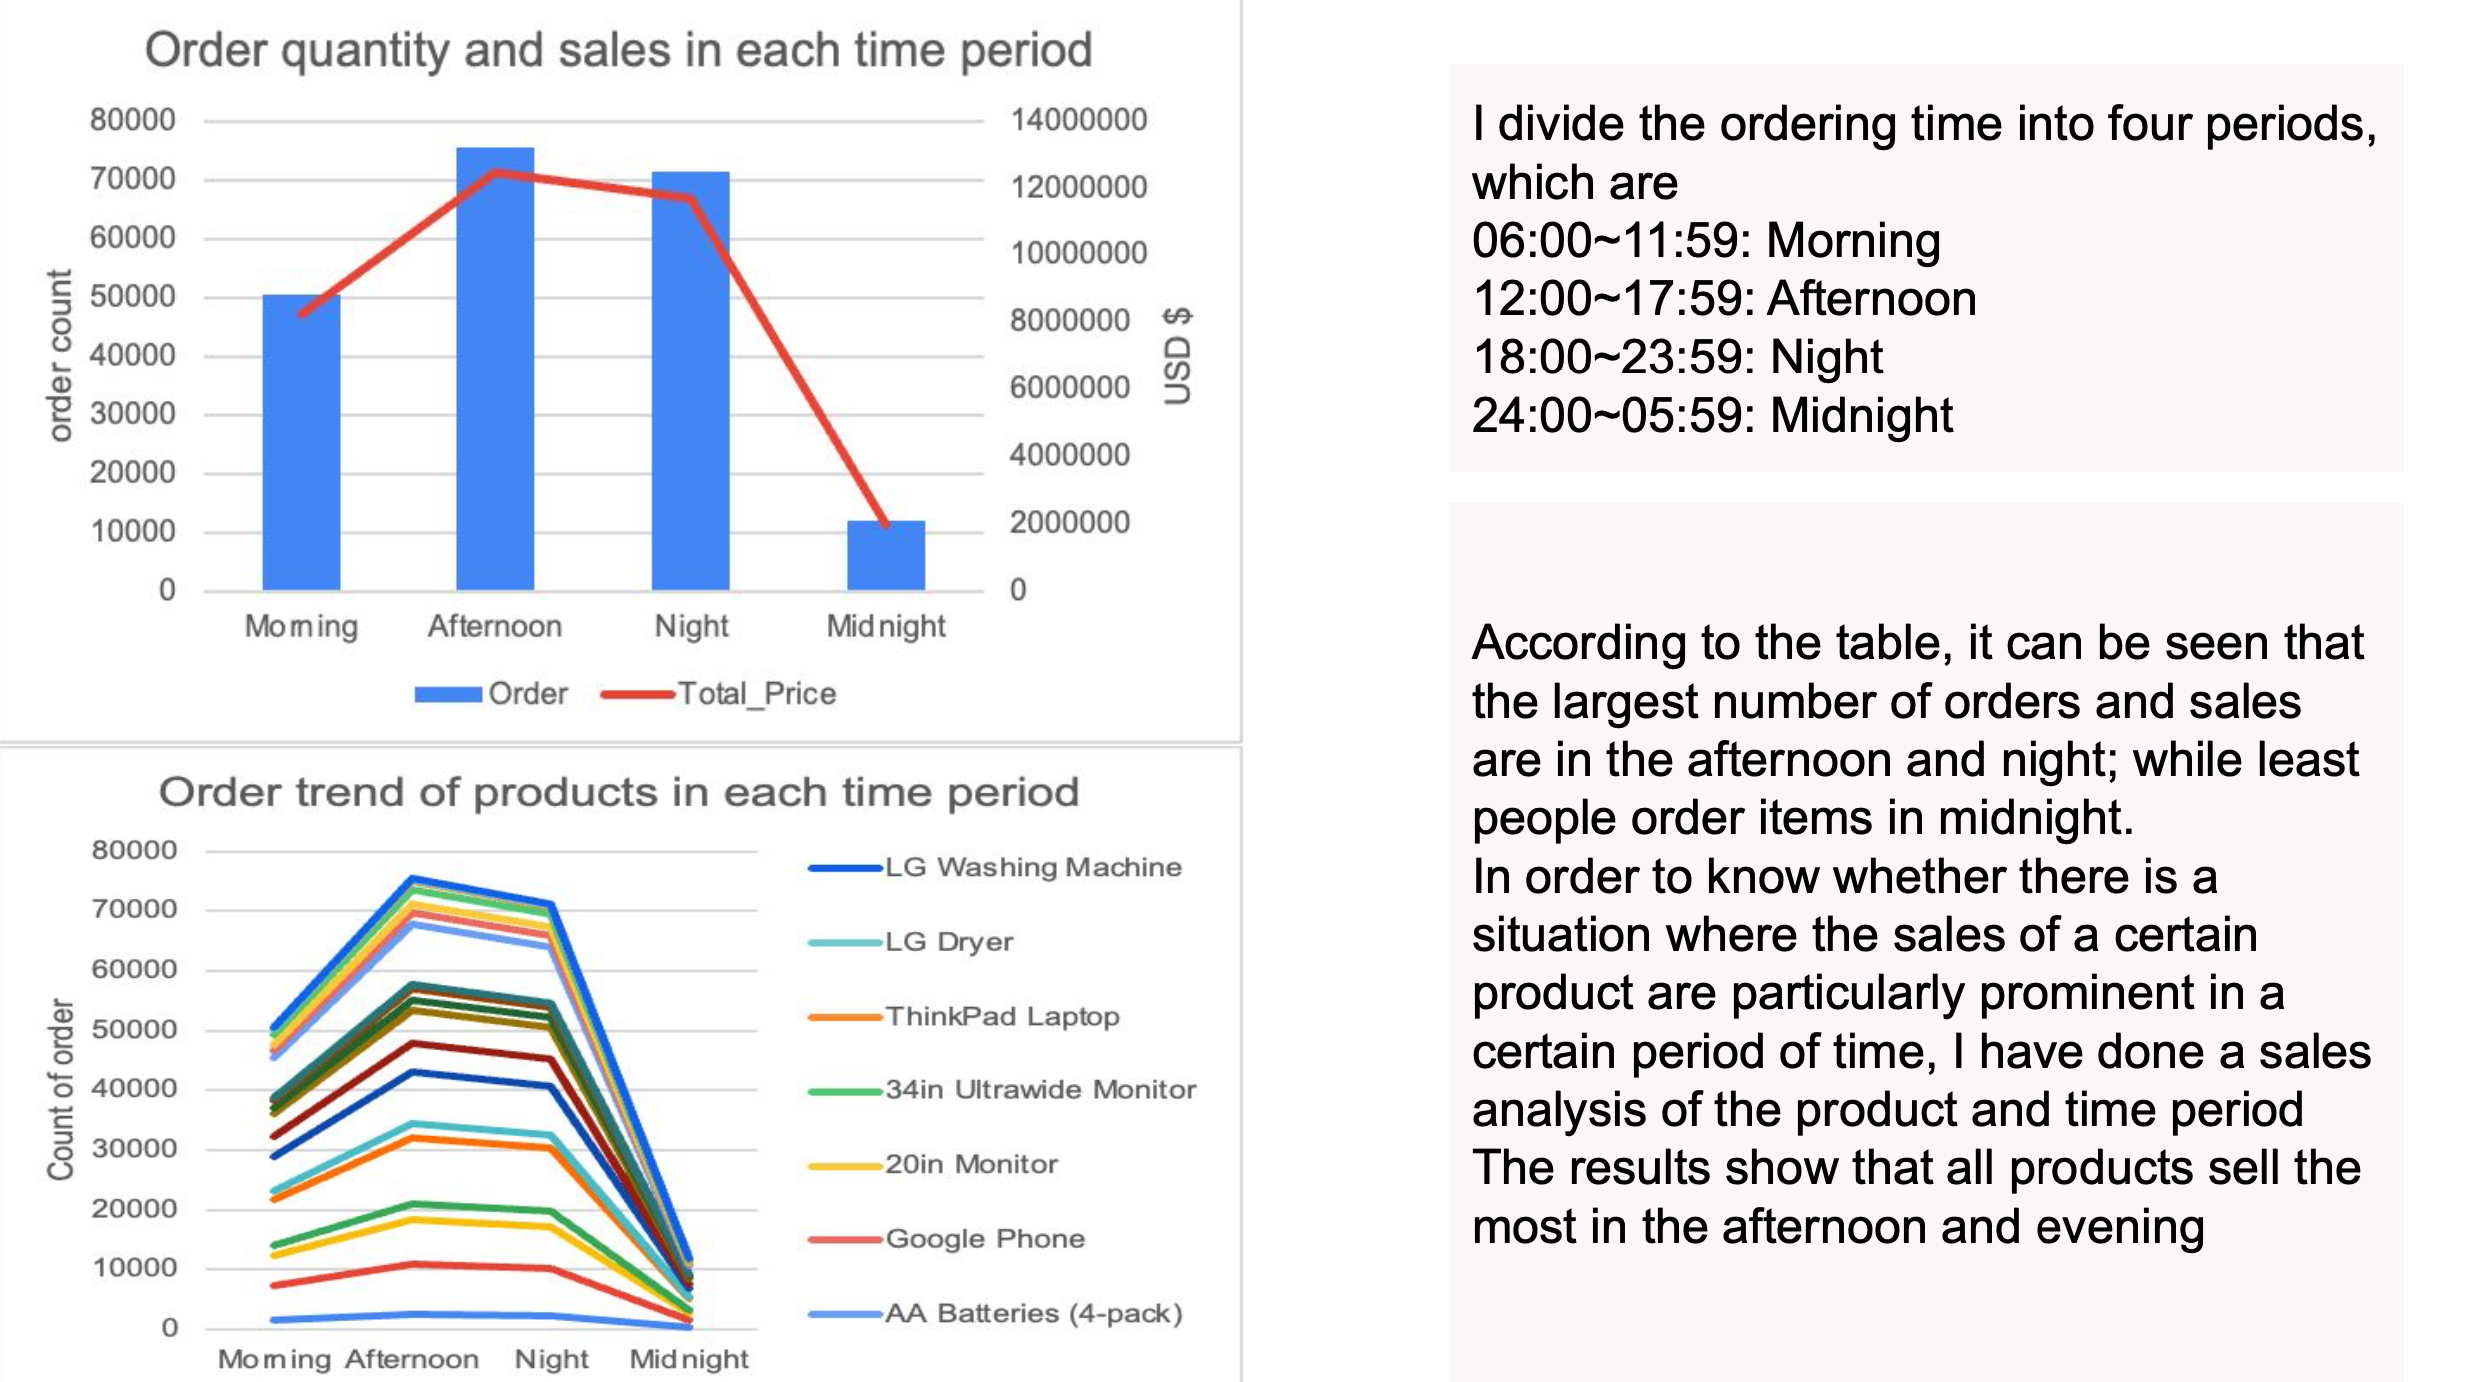 Order quantity and sales in each time period
80000
70000
60000
50000
40000
30000
20000
10000
0
order count
14000000
12000000
10000000
8000000
6000000
4000000
2000000
0
USD $
Morning Afternoon Night Midnight
Order Total_Price
Order trend of products in each time period
80000
70000
60000
50000
40000
30000
20000
10000
0
Count of order
Morning Afternoon Night Midnight
LG Washing Machine
LG Dryer
ThinkPad Laptop
34in Ultrawide Monitor
20in Monitor
Google Phone
AA Batteries (4-pack)
I divide the ordering time into four periods,
which are
06:00~11:59: Morning
12:00~17:59: Afternoon
18:00~23:59: Night
24:00~05:59: Midnight
According to the table, it can be seen that
the largest number of orders and sales
are in the afternoon and night; while least
people order items in midnight.
In order to know whether there is a
situation where the sales of a certain
product are particularly prominent in a
certain period of time, I have done a sales
analysis of the product and time period
The results show that all products sell the
most in the afternoon and evening